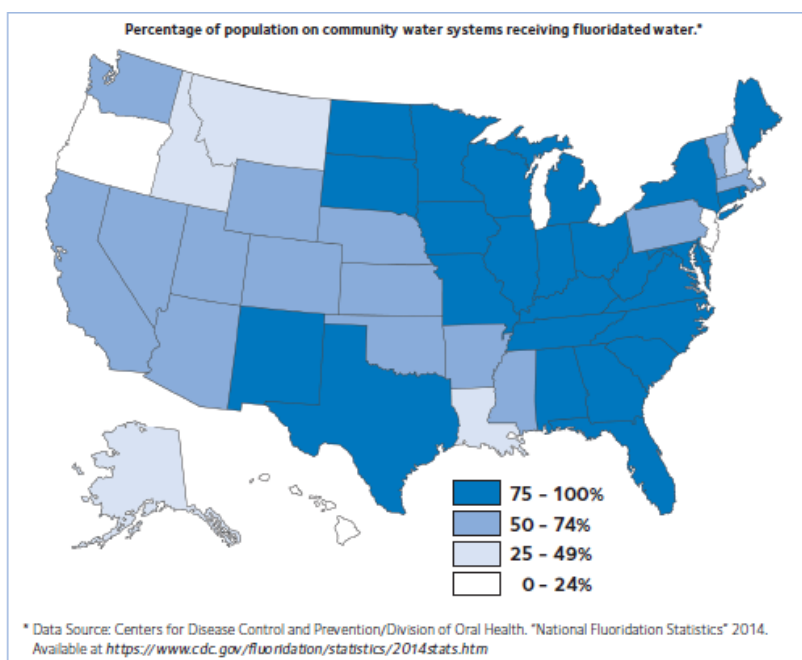 Percentage of population on community water systems receiving fluoridated water.*
75 – 100%
50 – 74%
25 – 49%
0 – 24%
* Data Source: Centers for Disease Control and Prevention/Division of Oral Health. "National Fluoridation Statistics" 2014.
Available at https://www.cdc.gov/fluoridation/statistics/2014stats.htm